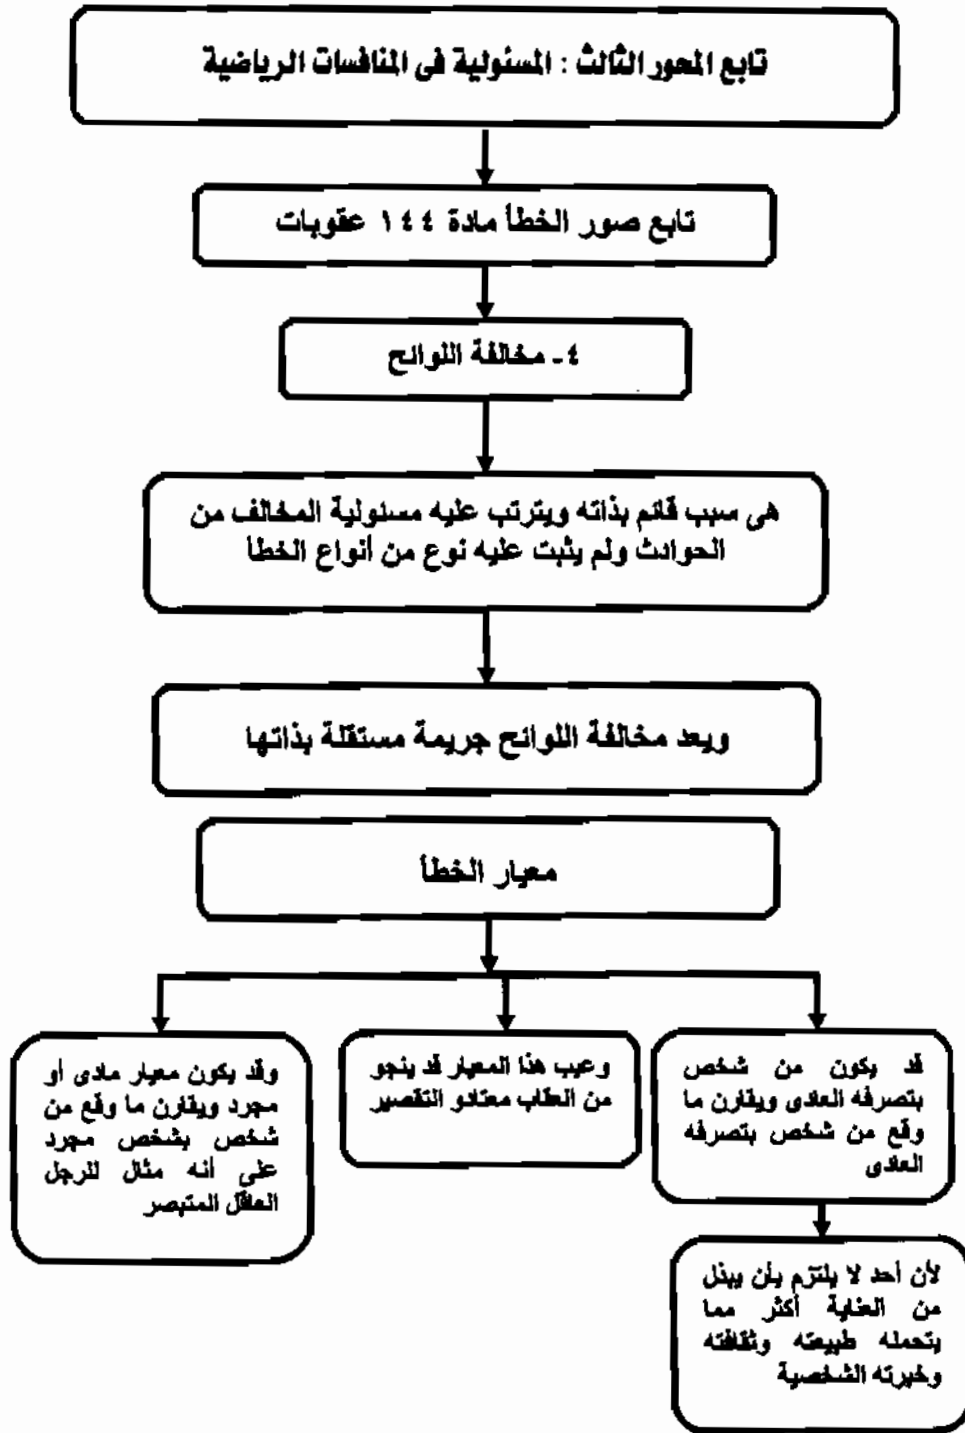 تابع المحور الثالث : المسئولية فى المنافسات الرياضية
تابع صور الخطأ مادة ١٤٤ عقوبات
٤- مخالفة اللوائح
هى سبب قائم بذاته ويترتب عليه مسئولية المخالف من
الحوادث ولم يثبت عليه نوع من أنواع الخطأ
ويعد مخالفة اللوائح جريمة مستقلة بذاتها
معيار الخطأ
قد يكون من شخص
بتصرفه العادى ويقارن ما
وقع من شخص بتصرفه
العادى
وعيب هذا المعيار قد ينجو
من العقاب معتادو التقصير
وقد يكون معيار مادى أو
مجرد ويقارن ما وقع من
شخص بشخص مجرد
على أنه مثال للرجل
العاقل المتبصر
لأن أحد لا يلتزم بأن يبذل
من العناية أكثر مما
يتحمله طبيعته وثقافته
وخبرته الشخصية